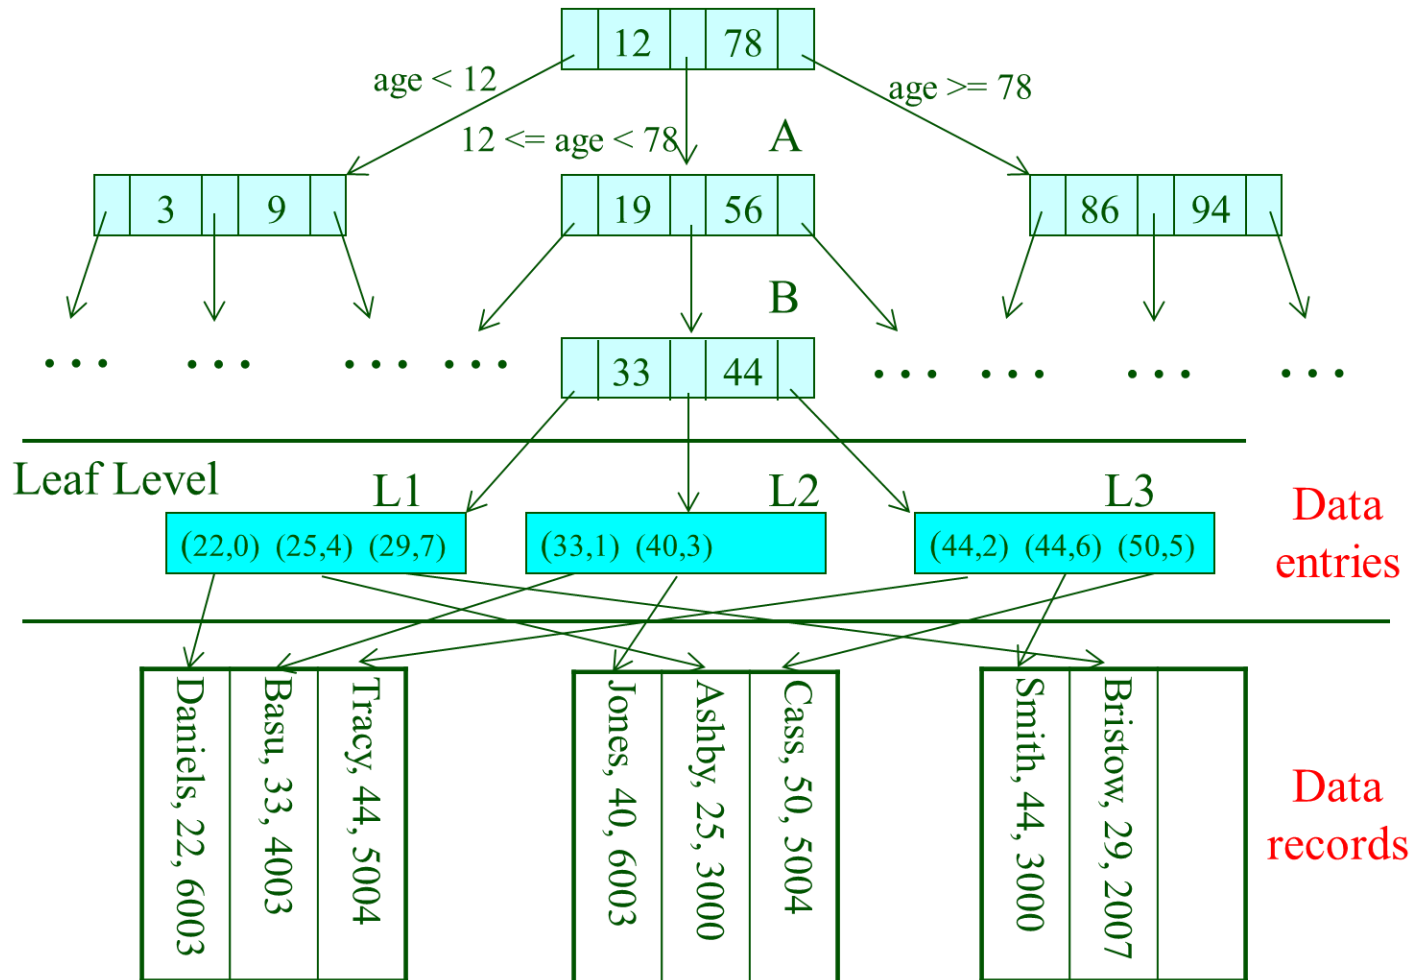 12 78
age < 12
age >= 78
12 <= age < 78
A
3 9
19 56
86 94
B
... ... ... ... ... ... ... ...
33 44
Leaf Level
L1
L2
L3
(22,0) (25,4) (29,7)
(33,1) (40,3)
(44,2) (44,6) (50,5)
Data
entries
Daniels, 22, 6003
Basu, 33, 4003
Tracy, 44, 5004
Jones, 40, 6003
Ashby, 25, 3000
Cass, 50, 5004
Smith, 44, 3000
Bristow, 29, 2007
Data
records